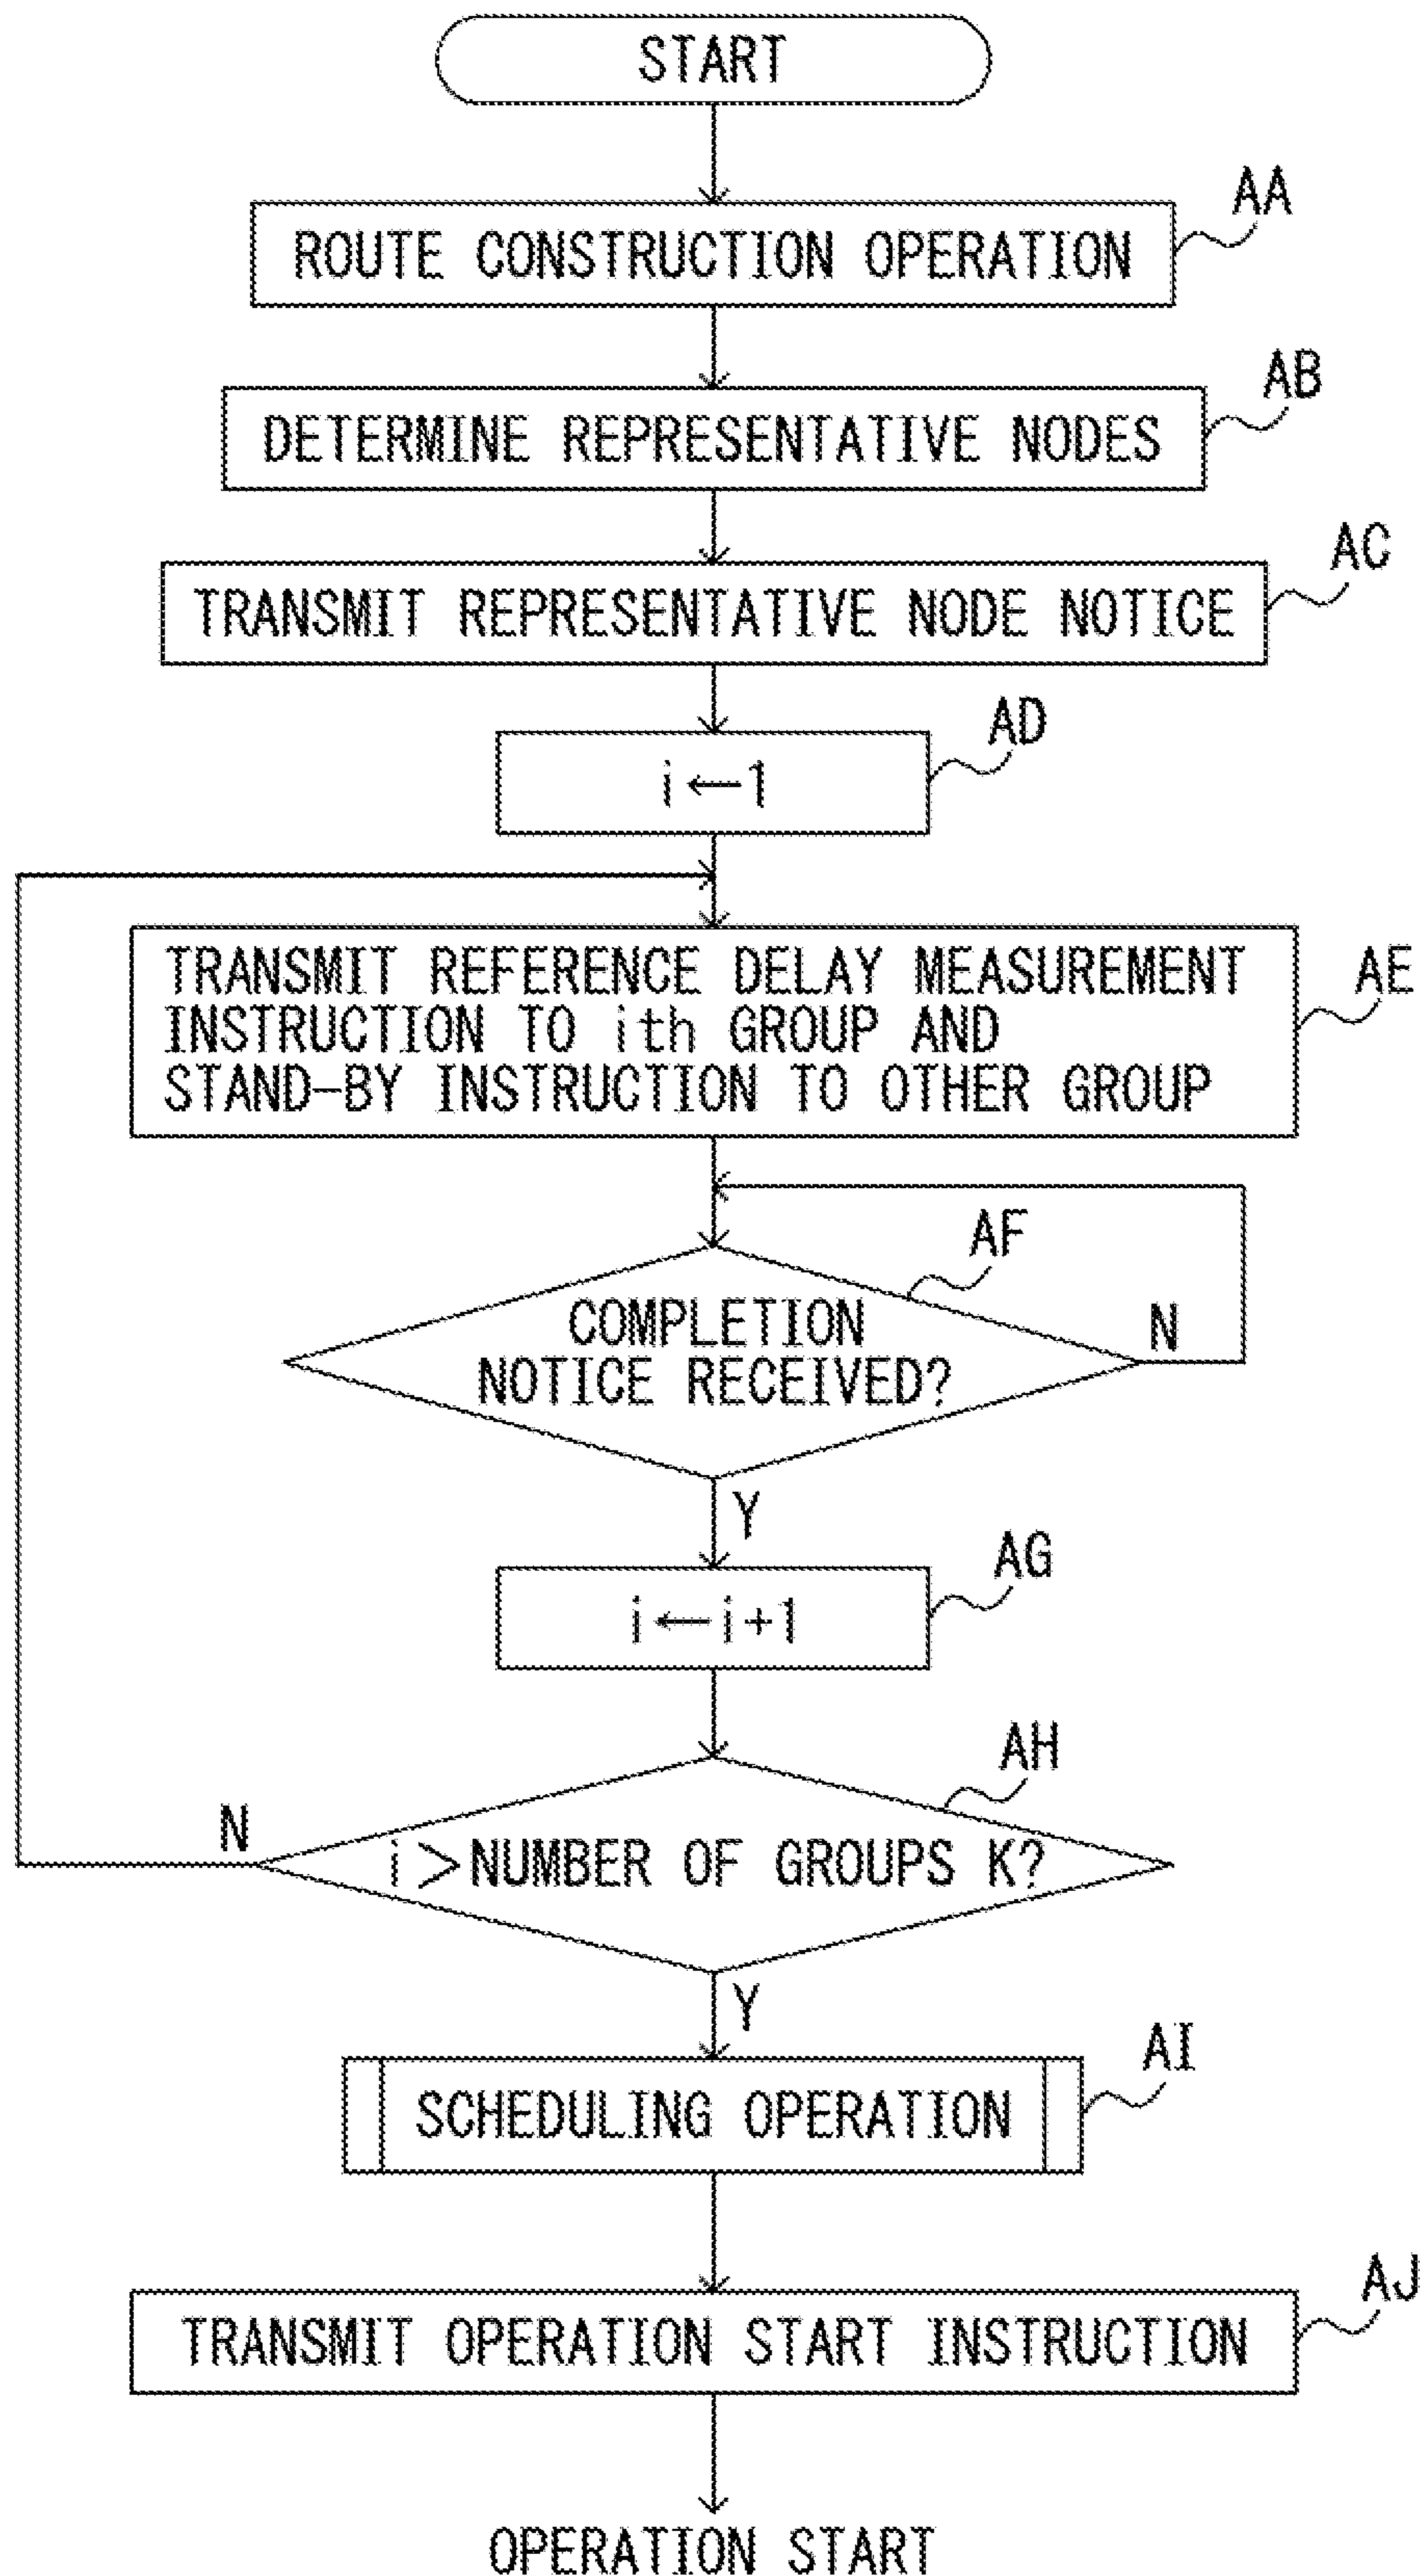 START
AA
ROUTE CONSTRUCTION OPERATION
AB
DETERMINE REPRESENTATIVE NODES
AC
TRANSMIT REPRESENTATIVE NODE NOTICE
AD
i←1
AE
TRANSMIT REFERENCE DELAY MEASUREMENT
INSTRUCTION TO ith GROUP AND
STAND-BY INSTRUCTION TO OTHER GROUP
AF
COMPLETION
NOTICE RECEIVED?
N
Y
AG
i←i+1
AH
N
i>NUMBER OF GROUPS K?
Y
AI
SCHEDULING OPERATION
AJ
TRANSMIT OPERATION START INSTRUCTION
OPERATION START